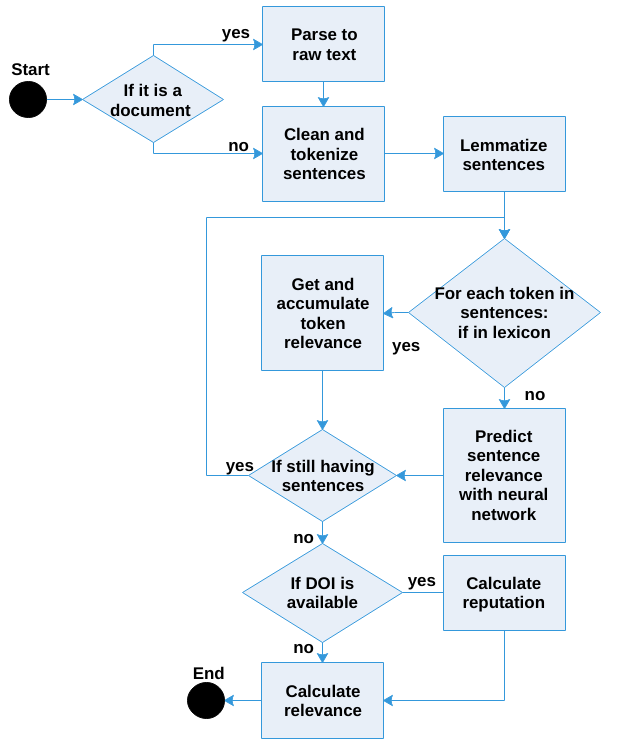 yes
Parse to
raw text
Start
If it is a
document
no
Clean and
tokenize
sentences
Lemmatize
sentences
For each token in
sentences:
if in lexicon
Get and
accumulate
token
relevance
yes
no
Predict
sentence
relevance
with neural
network
yes
If still having
sentences
no
If DOI is
available
yes
Calculate
reputation
no
End
Calculate
relevance